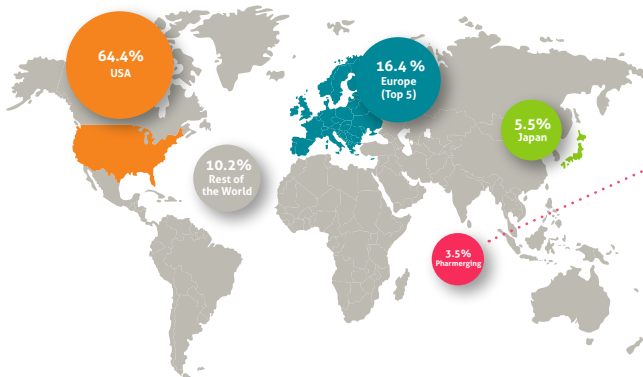 64.4%
USA
16.4%
Europe
(Top 5)
5.5%
Japan
10.2%
Rest of
the World
3.5%
Pharmerging